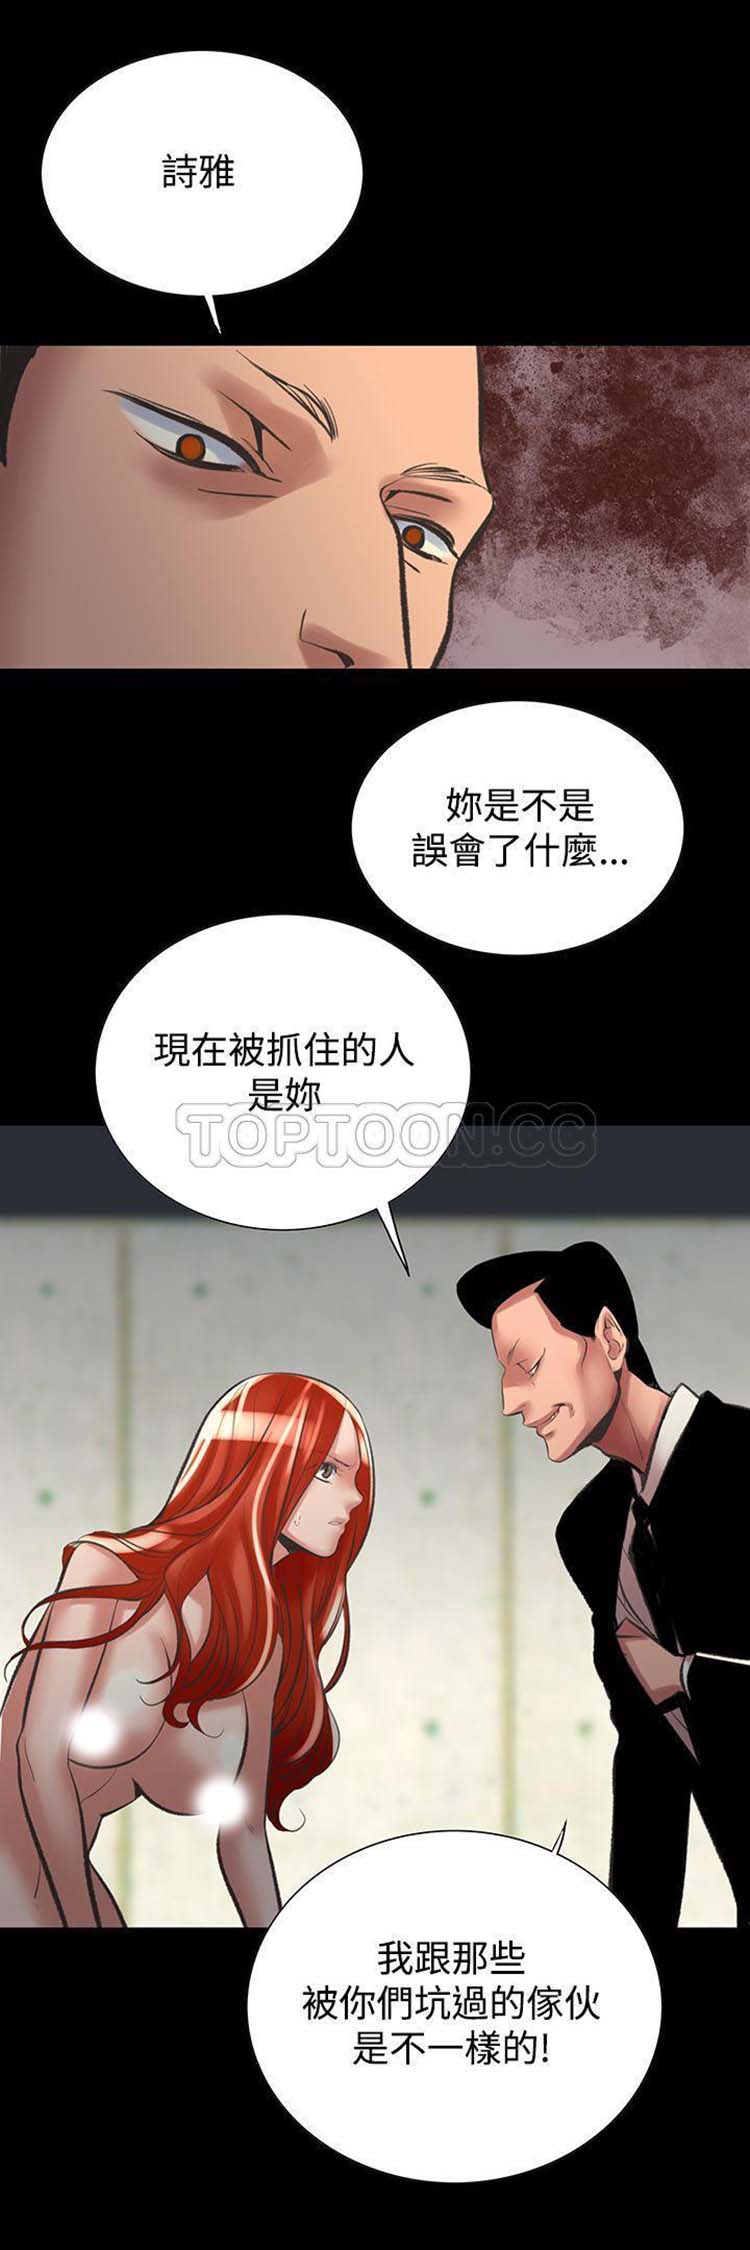 詩雅
妳是不是
誤會了什麼...
現在被抓住的人
是妳
TOPTOON.CC
我跟那些
被你們坑過的傢伙
是不一樣的!